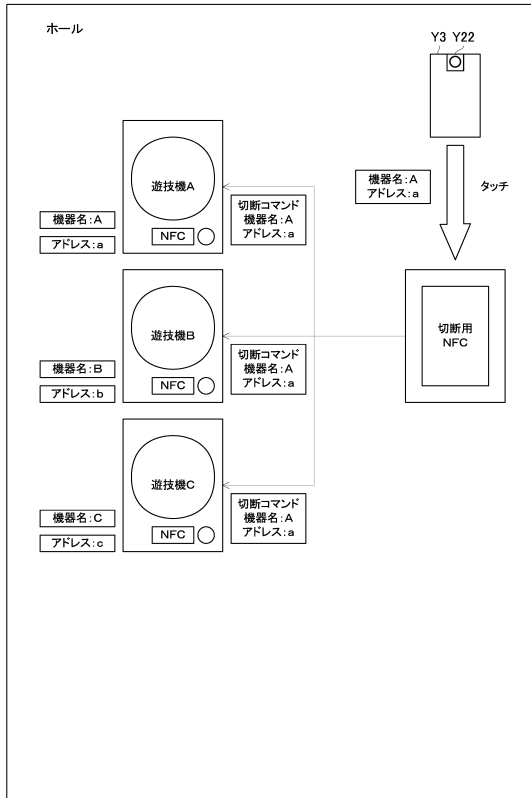 ホール
Y3 Y22
機器名:A
アドレス:a
タッチ
切断用
NFC
遊技機A
NFC
機器名:A
アドレス:a
切断コマンド
機器名:A
アドレス:a
遊技機B
NFC
機器名:B
アドレス:b
切断コマンド
機器名:A
アドレス:a
遊技機C
NFC
機器名:C
アドレス:c
切断コマンド
機器名:A
アドレス:a